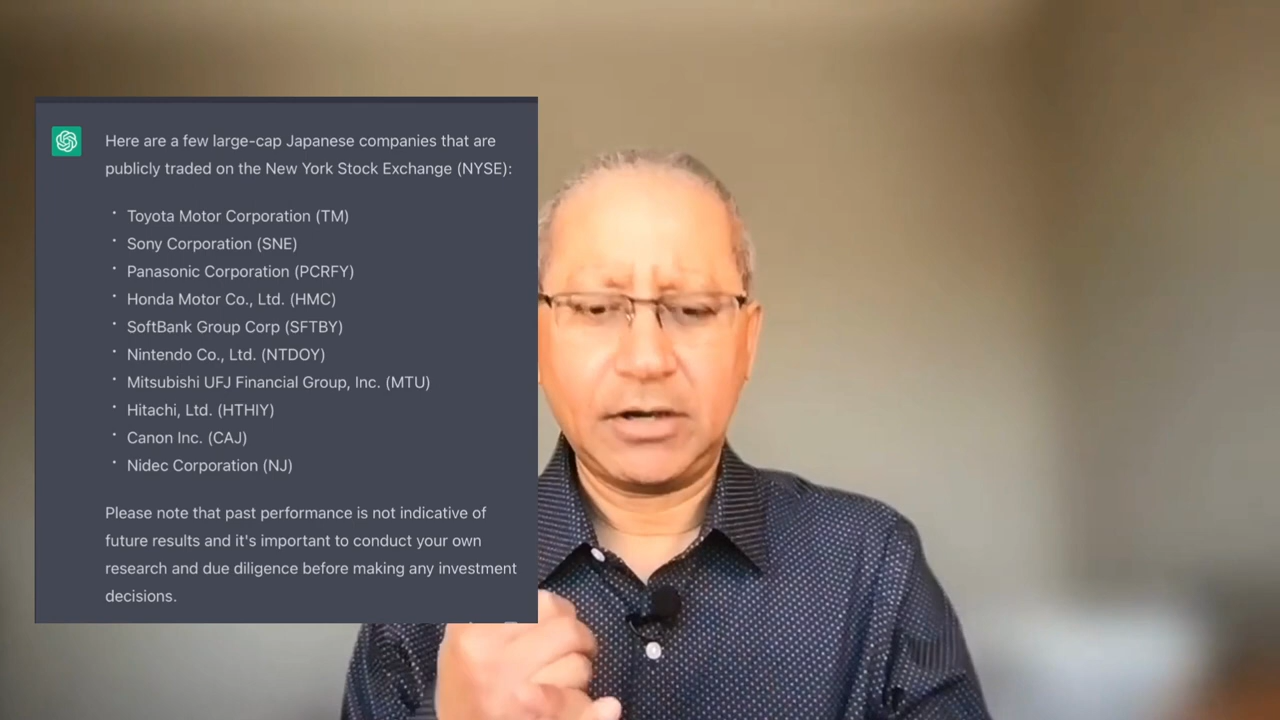 Here are a few large-cap Japanese companies that are
publicly traded on the New York Stock Exchange (NYSE):
• Toyota Motor Corporation (TM)
• Sony Corporation (SNE)
• Panasonic Corporation (PCRFY)
• Honda Motor Co., Ltd. (HMC)
• SoftBank Group Corp (SFTBY)
• Nintendo Co., Ltd. (NTDOY)
• Mitsubishi UFJ Financial Group, Inc. (MTU)
• Hitachi, Ltd. (HTHIY)
• Canon Inc. (CAJ)
• Nidec Corporation (NJ)
Please note that past performance is not indicative of
future results and it's important to conduct your own
research and due diligence before making any investment
decisions.